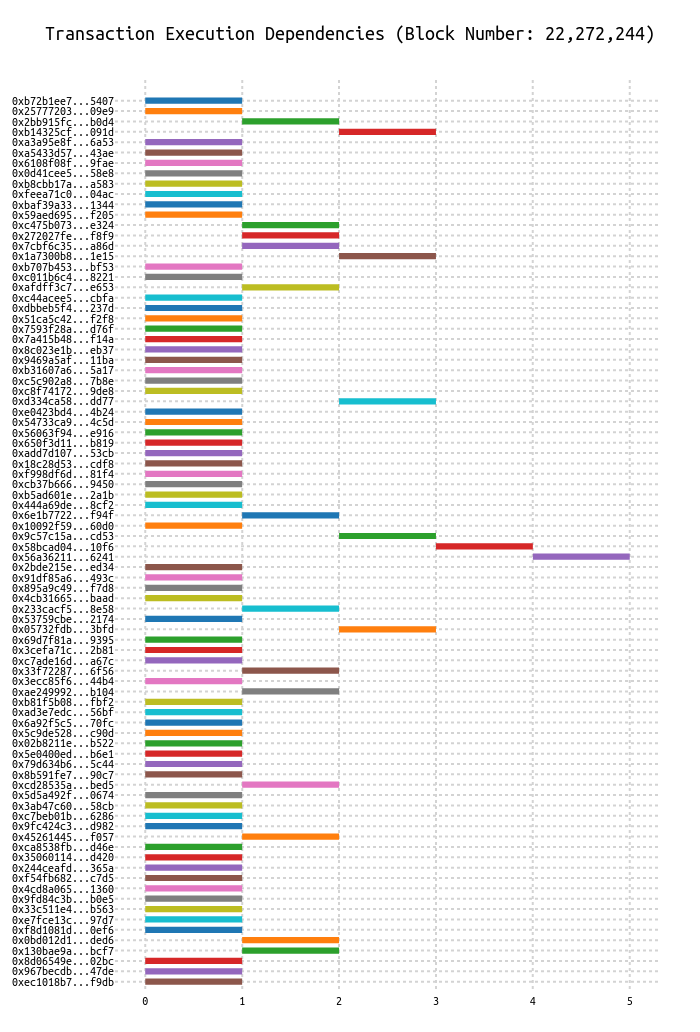 Transaction Execution Dependencies (Block Number: 22,272,244)
0xb72b1ee7...5407
0x25777203...09e9
0x2bb915fc...b0d4
0xb14325cf...091d
0xa3a95e8f...6a53
0xa5433d57...43ae
0x6108f08f...9fae
0x0d41cee5...58e8
0xb8cbb17a...a583
0xfeea71c0...04ac
0xbaf39a33...1344
0x59aed695...f205
0xc475b073...e324
0x272027fe...f8f9
0x7cbf6c35...a86d
0x1a7300b8...1e15
0xb707b453...bf53
0xc011b6c4...8221
0xafdff3c7...e653
0xc44acee5...cbfa
0xdbbeb5f4...237d
0x51ca5c42...f2f8
0x7593f28a...d76f
0x7a415b48...f14a
0x8c023e1b...eb37
0x9469a5af...11ba
0xb31607a6...5a17
0xc5c902a8...7b8e
0xc8f74172...9de8
0xd334ca58...dd77
0xe0423bd4...4b24
0x54733ca9...4c5d
0x56063f94...e916
0x650f3d11...b819
0xadd7d107...53cb
0x18c28d53...cdf8
0xf998df6d...81f4
0xcb37b666...9450
0xb5ad601e...2a1b
0x444a69de...8cf2
0x6e1b7722...f94f
0x10092f59...60d0
0x9c57c15a...cd53
0x58bcad04...10f6
0x56a36211...6241
0x2bde215e...ed34
0x91df85a6...493c
0x895a9c49...f7d8
0x4cb31665...baad
0x233cacf5...8e58
0x53759cbe...2174
0x05732fdb...3bfd
0x69d7f81a...9395
0x3cefa71c...2b81
0xc7ade16d...a67c
0x33f72287...6f56
0x3ecc85f6...44b4
0xae249992...b104
0xb81f5b08...fbf2
0xad3e7edc...56bf
0x6a92f5c5...70fc
0x5c9de528...c90d
0x02b8211e...b522
0x5e0400ed...b6e1
0x79d634b6...5c44
0x8b591fe7...90c7
0xcd28535a...bed5
0x5d5a492f...0674
0x3ab47c60...58cb
0xc7beb01b...6286
0x9fc424c3...d982
0x45261445...f057
0xca8538fb...d46e
0x35060114...d420
0x244ceafd...365a
0xf54fb682...c7d5
0x4cd8a065...1360
0x9fd84c3b...b0e5
0x33c511e4...b563
0xe7fce13c...97d7
0xf8d1081d...0ef6
0x0bd012d1...ded6
0x130bae9a...bcf7
0x8d06549e...02bc
0x967becdb...47de
0xec1018b7...f9db
0 1 2 3 4 5